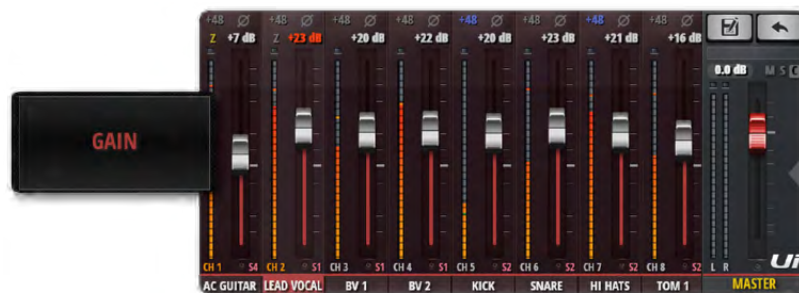 +48 Ø +48 Ø +48 Ø +48 Ø +48 Ø +48 Ø +48 Ø +48 Ø
Z +7 dB Z +23 dB +20 dB +22 dB +20 dB +23 dB +21 dB +16 dB
0.0 dB M S
GAIN
CH 1 S4 CH 2 S1 CH 3 S1 CH 4 S1 CH 5 S2 CH 6 S2 CH 7 S2 CH 8 S2 L R Ui
AC GUITAR LEAD VOCAL BV 1 BV 2 KICK SNARE HI HATS TOM 1 MASTER